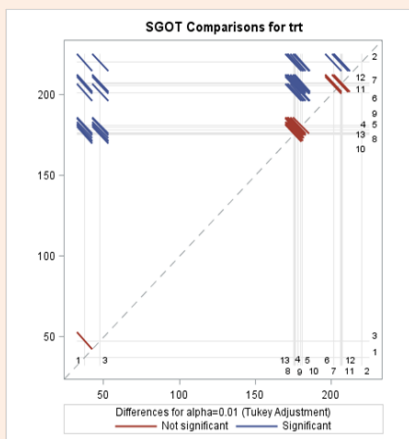 SGOT Comparisons for trt
2
200
12 7
11
6
9
4 5
13 8
10
150
100
50
3
1
1 3 13 4 5 6 12
8 9 10 7 11 2
50 100 150 200
Differences for alpha=0.01 (Tukey Adjustment)
Not significant Significant